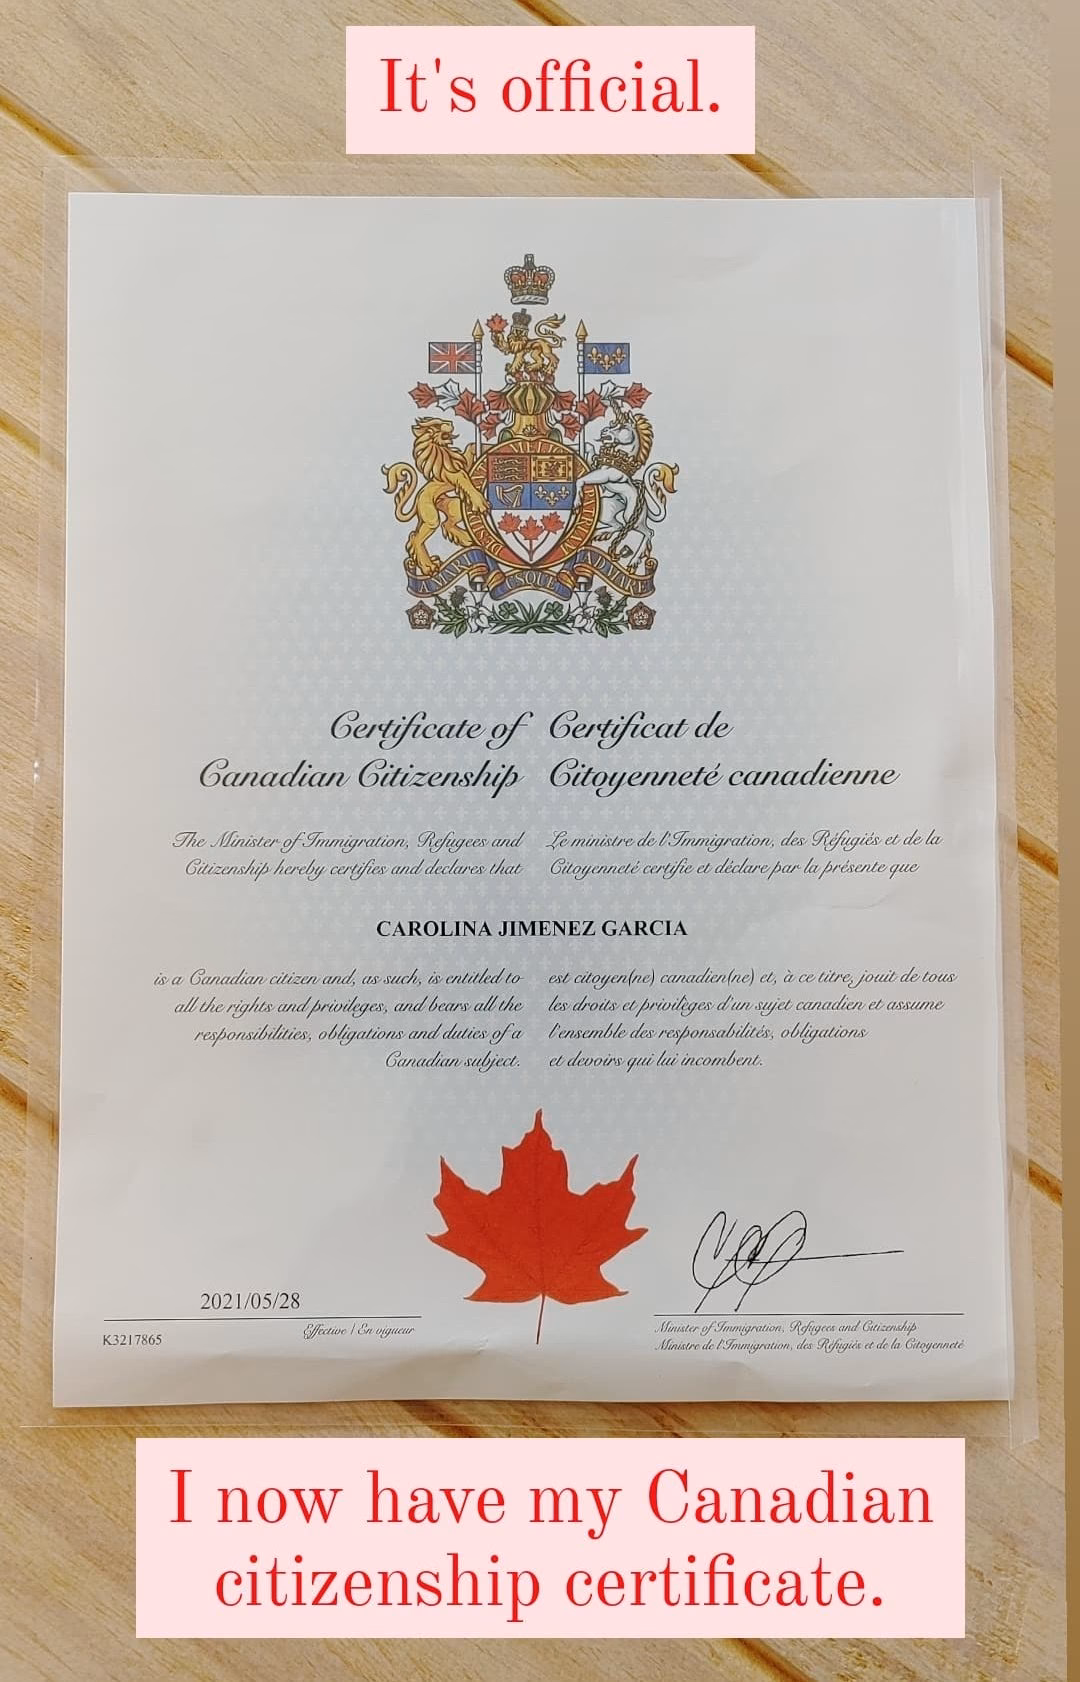 It's official.
A MARI USQUE AD MARE
Certificate of
Canadian Citizenship
Certificat de
Citoyenneté canadienne
The Minister of Immigration, Refugees and
Citizenship hereby certifies and declares that
Le ministre de l'Immigration, des Réfugiés et de la
Citoyenneté certifie et déclare par la présente que
CAROLINA JIMENEZ GARCIA
is a Canadian citizen and, as such, is entitled to
all the rights and privileges, and bears all the
responsibilities, obligations and duties of a
Canadian subject.
est citoyen(ne) canadien(ne) et, à ce titre, jouit de tous
les droits et privilèges d'un sujet canadien et assume
l'ensemble des responsabilités, obligations
et devoirs qui lui incombent.
2021/05/28
Effective / En vigueur
K3217865
Minister of Immigration, Refugees and Citizenship
Ministre de l'Immigration, des Réfugiés et de la Citoyenneté
I now have my Canadian
citizenship certificate.